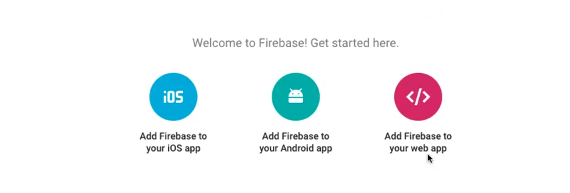 Welcome to Firebase! Get started here.
iOS
</>
Add Firebase to
your iOS app
Add Firebase to
your Android app
Add Firebase to
your web app